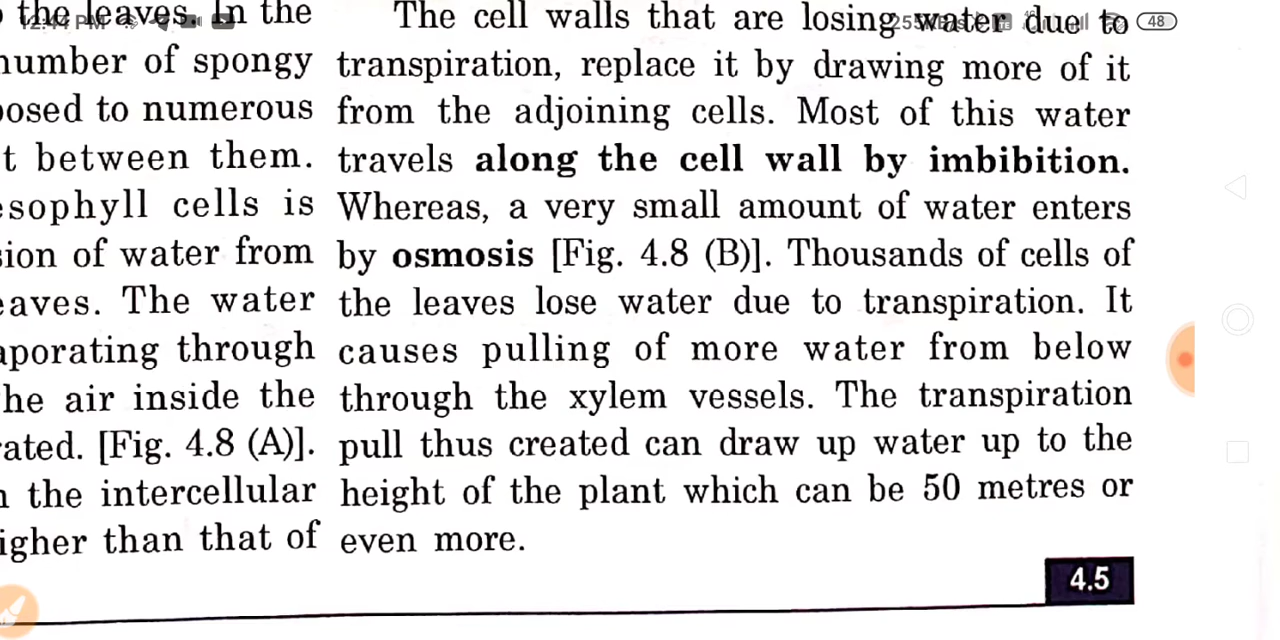 the leaves. In the
number of spongy
posed to numerous
t between them.
sophyll cells is
sion of water from
eaves. The water
aporating through
he air inside the
ated. [Fig. 4.8 (A)].
the intercellular
igher than that of
The cell walls that are losing water due to
transpiration, replace it by drawing more of it
from the adjoining cells. Most of this water
travels along the cell wall by imbibition.
Whereas, a very small amount of water enters
by osmosis [Fig. 4.8 (B)]. Thousands of cells of
the leaves lose water due to transpiration. It
causes pulling of more water from below
through the xylem vessels. The transpiration
pull thus created can draw up water up to the
height of the plant which can be 50 metres or
even more.
4.5
12:44 PM
48